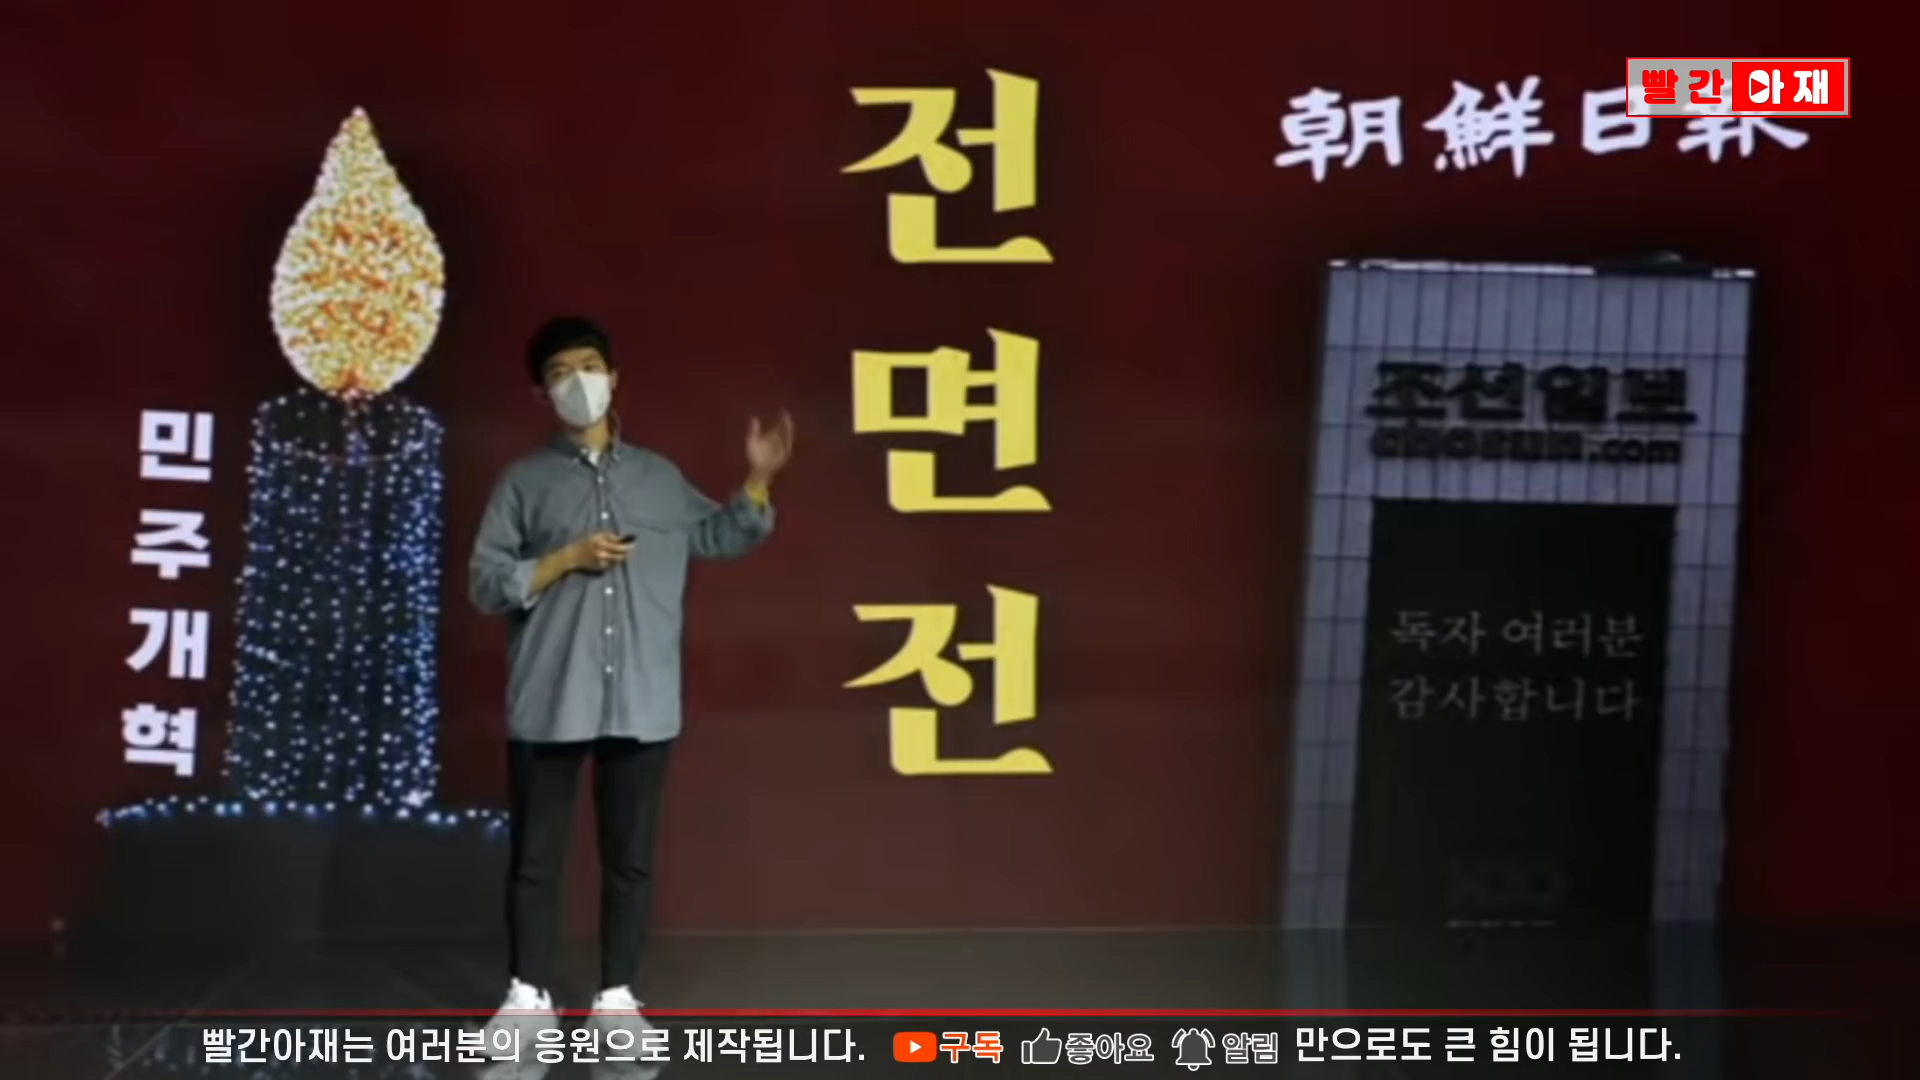 빨간아재
朝鮮日報
전
면
전
민
주
개
혁
조선일보
chosun.com
독자 여러분
감사합니다
빨간아재는 여러분의 응원으로 제작됩니다. 구독 좋아요 알림 만으로도 큰 힘이 됩니다.